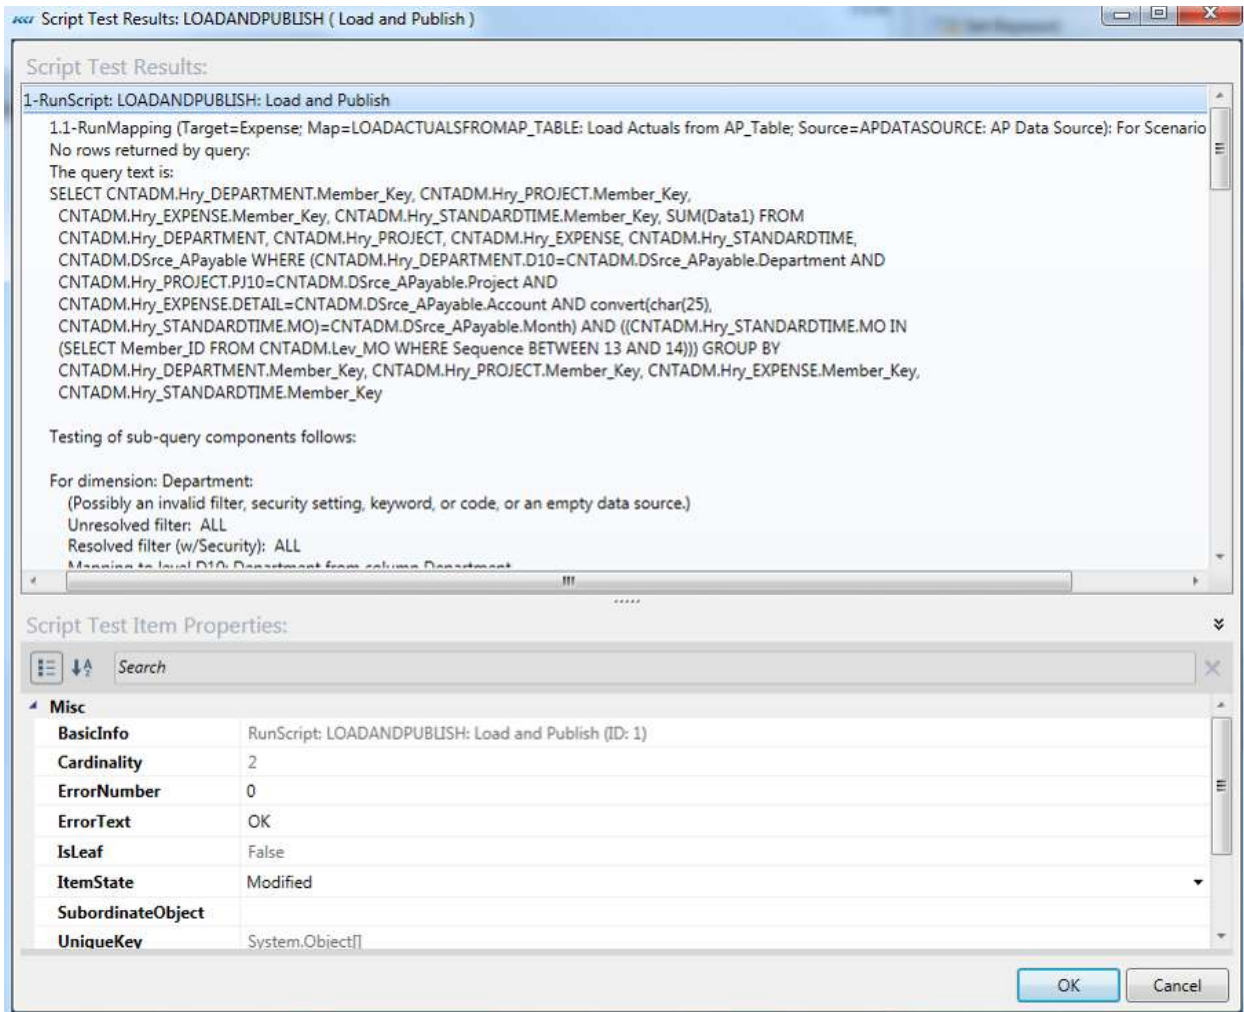 KCI Script Test Results: LOADANDPUBLISH ( Load and Publish )
Script Test Results:
1-RunScript: LOADANDPUBLISH: Load and Publish
1.1-RunMapping (Target=Expense; Map=LOADACTUALSFROMAP_TABLE: Load Actuals from AP_Table; Source=APDATASOURCE: AP Data Source): For Scenario
No rows returned by query:
The query text is:
SELECT CNTADM.Hry_DEPARTMENT.Member_Key, CNTADM.Hry_PROJECT.Member_Key,
CNTADM.Hry_EXPENSE.Member_Key, CNTADM.Hry_STANDARDTIME.Member_Key, SUM(Data1) FROM
CNTADM.Hry_DEPARTMENT, CNTADM.Hry_PROJECT, CNTADM.Hry_EXPENSE, CNTADM.Hry_STANDARDTIME,
CNTADM.DSrce_APayable WHERE (CNTADM.Hry_DEPARTMENT.D10=CNTADM.DSrce_APayable.Department AND
CNTADM.Hry_PROJECT.PJ10=CNTADM.DSrce_APayable.Project AND
CNTADM.Hry_EXPENSE.DETAIL=CNTADM.DSrce_APayable.Account AND convert(char(25),
CNTADM.Hry_STANDARDTIME.MO)=CNTADM.DSrce_APayable.Month) AND ((CNTADM.Hry_STANDARDTIME.MO IN
(SELECT Member_ID FROM CNTADM.Lev_MO WHERE Sequence BETWEEN 13 AND 14))) GROUP BY
CNTADM.Hry_DEPARTMENT.Member_Key, CNTADM.Hry_PROJECT.Member_Key, CNTADM.Hry_EXPENSE.Member_Key,
CNTADM.Hry_STANDARDTIME.Member_Key
Testing of sub-query components follows:
For dimension: Department:
(Possibly an invalid filter, security setting, keyword, or code, or an empty data source.)
Unresolved filter: ALL
Resolved filter (w/Security): ALL
Mapping to level D10: Department from column Department
Script Test Item Properties:
Search
Misc
BasicInfo RunScript: LOADANDPUBLISH: Load and Publish (ID: 1)
Cardinality 2
ErrorNumber 0
ErrorText OK
IsLeaf False
ItemState Modified
SubordinateObject
UniqueKey System.Object[]
OK Cancel